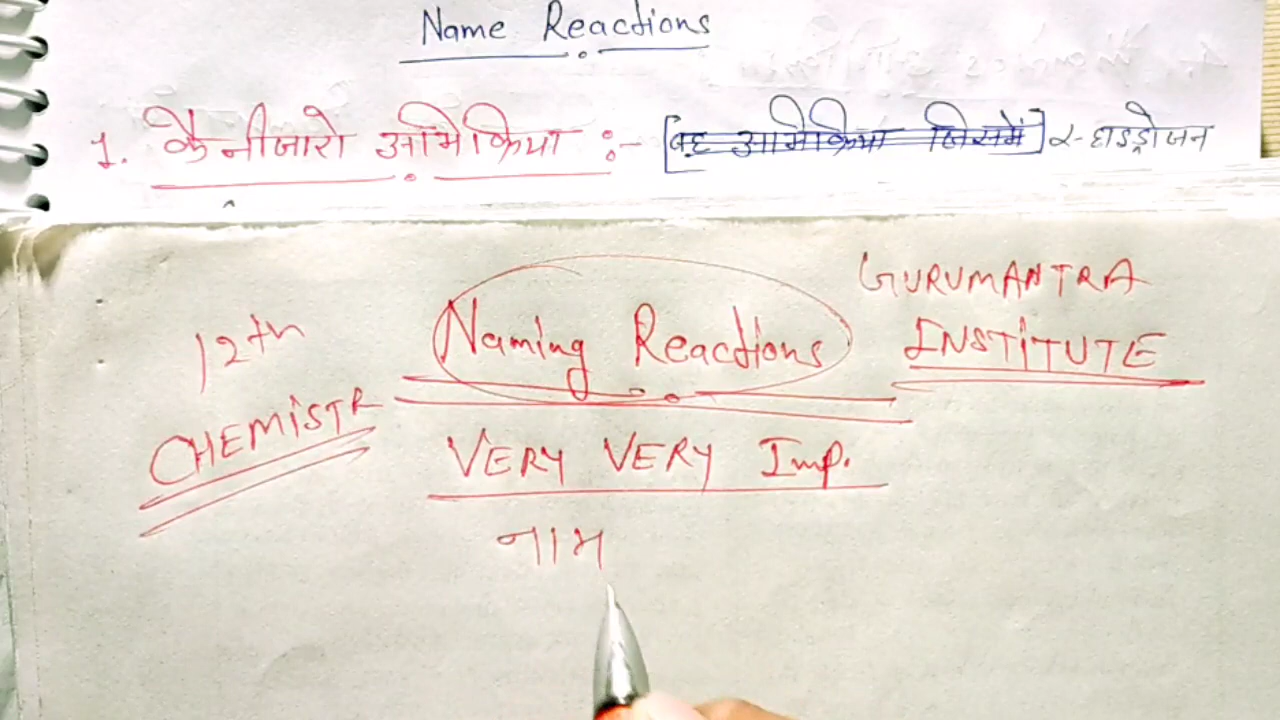 Name Reactions
1. कैनीजारो अभिक्रिया :- [वह अभिक्रिया जिसमें] α-हाइड्रोजन
GURUMANTRA
12th Naming Reactions INSTITUTE
CHEMISTR
VERY VERY Imp.
नाम